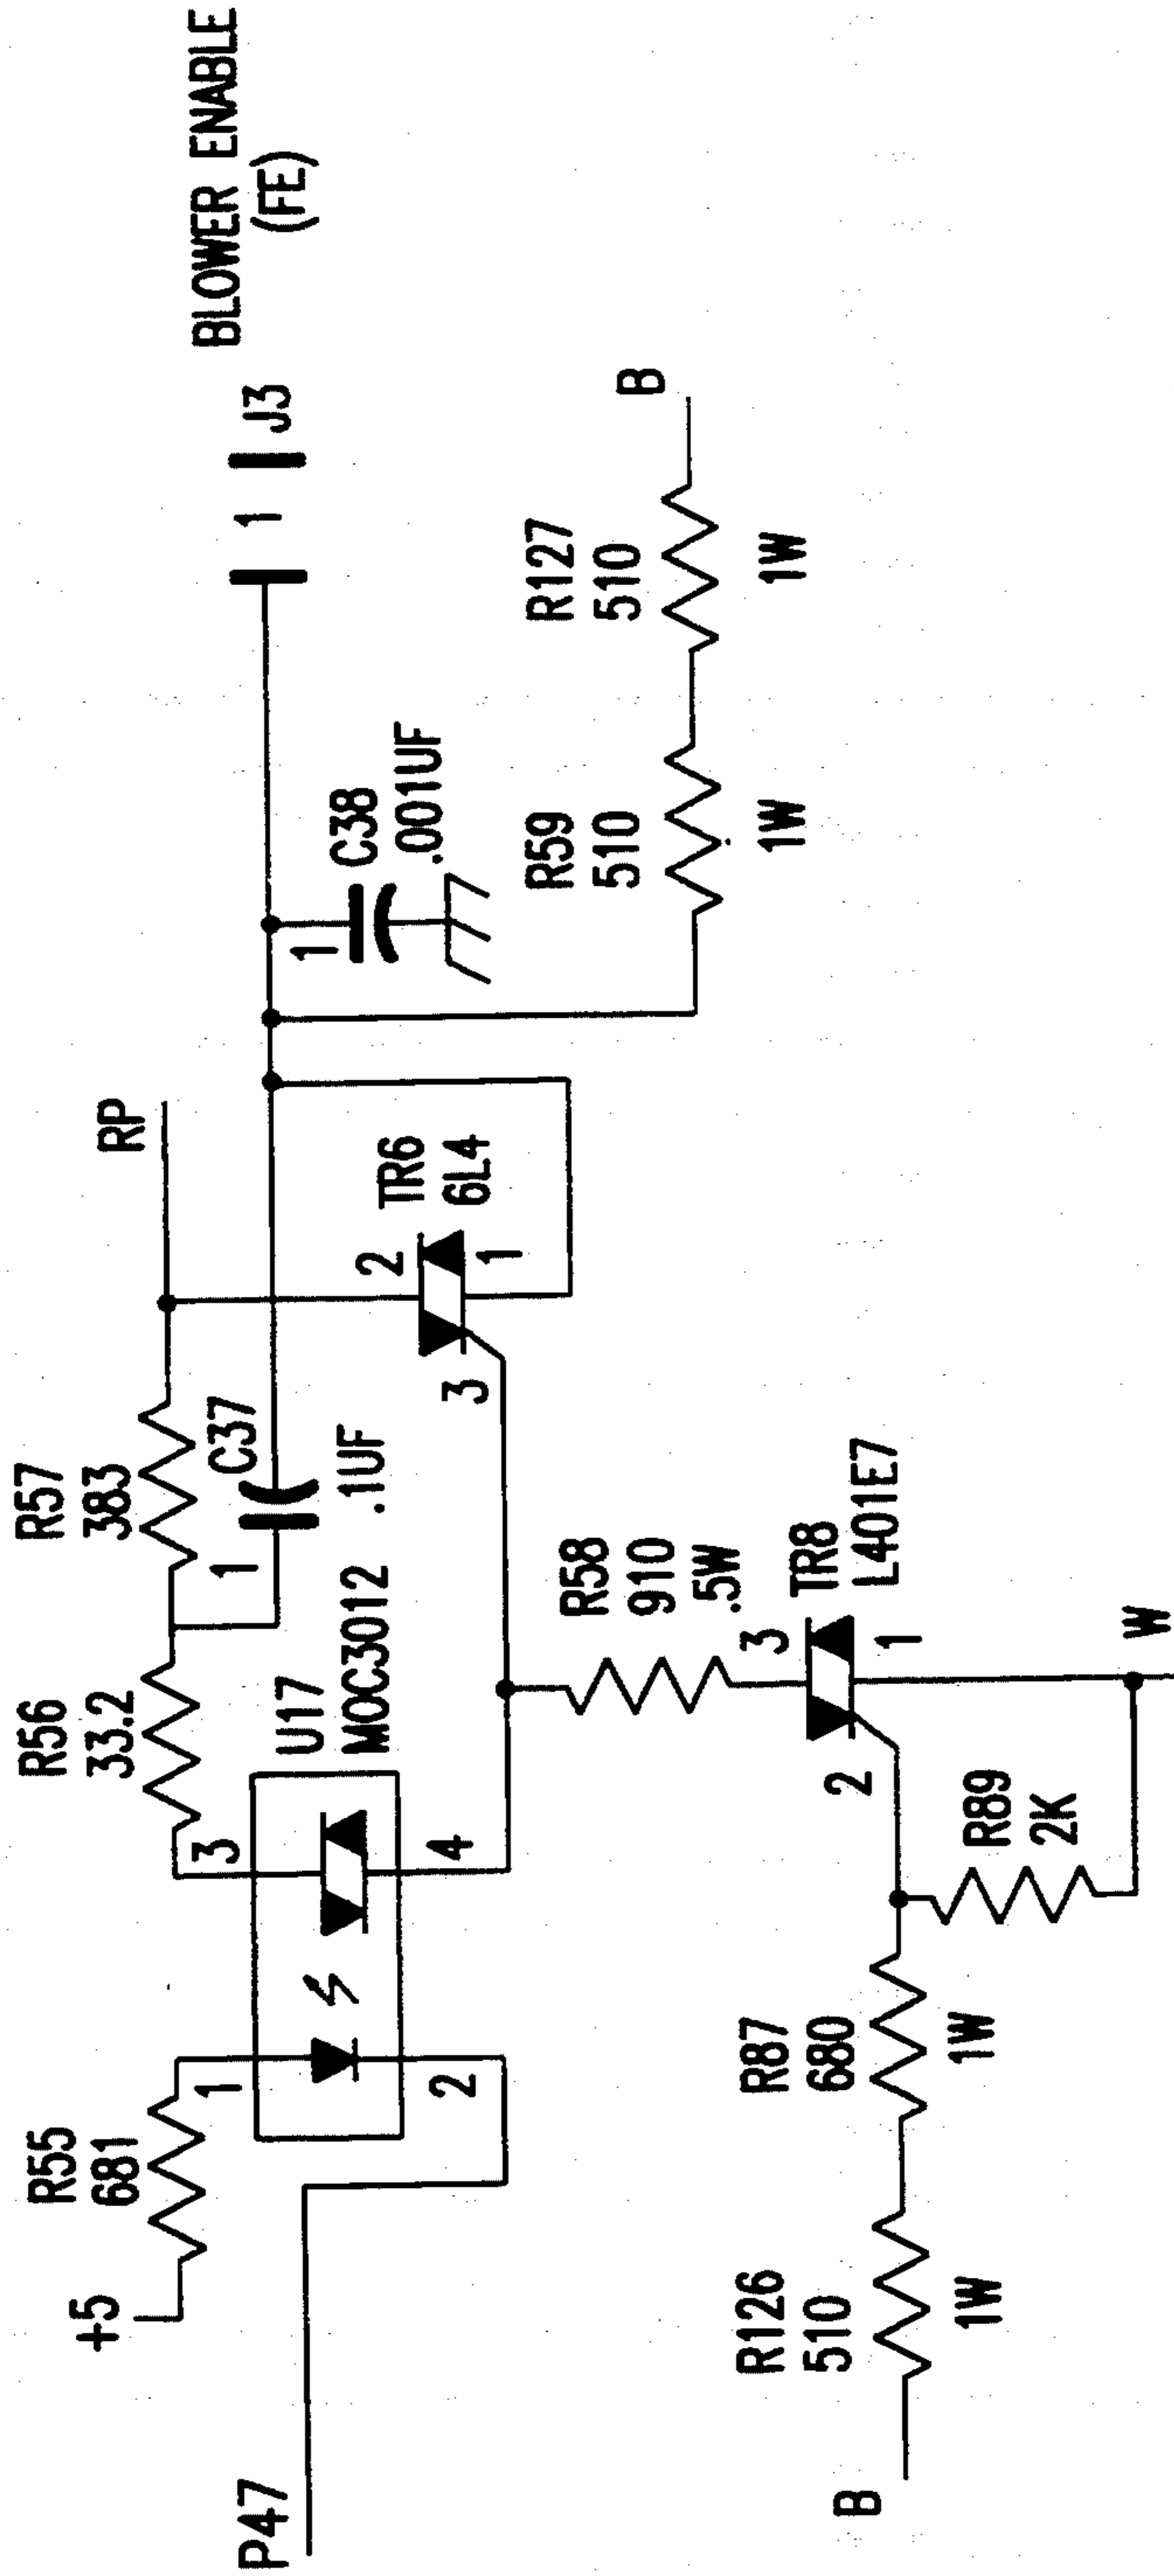 BLOWER ENABLE
(FE)
1
J3
RP
R57
383
R56
33.2
R55
681
+5
C37
1
.1UF
C38
.001UF
1
U17
MOC3012
1
3
2
4
P47
TR6
6L4
2
1
3
R59
510
1W
R127
510
1W
B
R58
910
.5W
TR8
L401E7
3
1
2
W
R89
2K
R87
680
1W
R126
510
1W
B